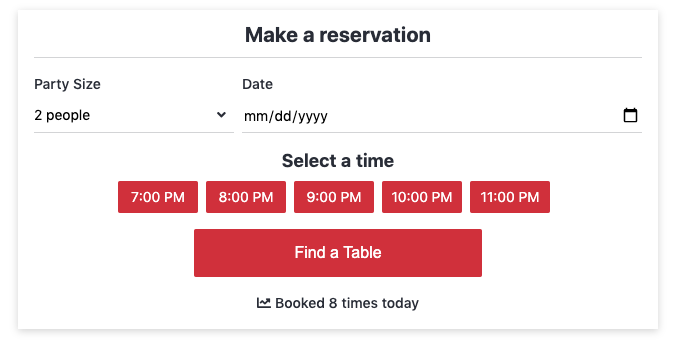 Make a reservation
Party Size Date
2 people mm/dd/yyyy
Select a time
7:00 PM 8:00 PM 9:00 PM 10:00 PM 11:00 PM
Find a Table
Booked 8 times today